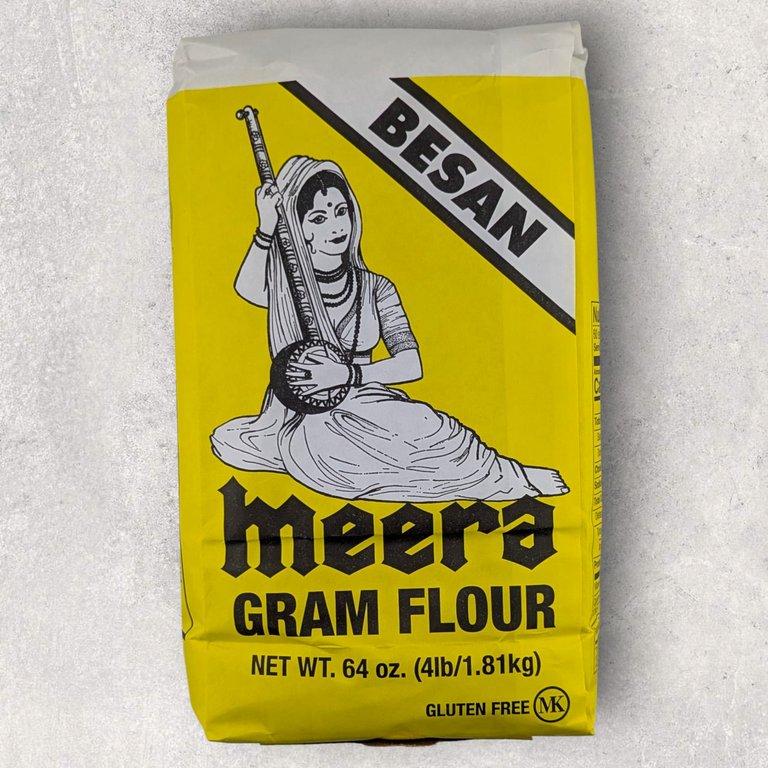 BESAN
meera
GRAM FLOUR
NET WT. 64 oz. (4lb/1.81kg)
GLUTEN FREE MK